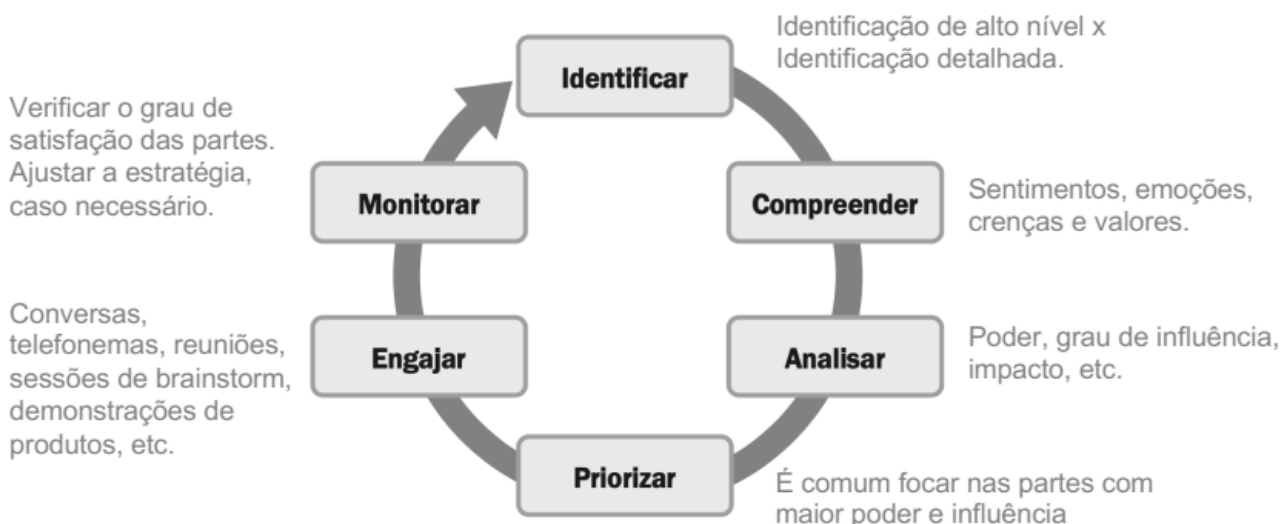 Identificar
Identificação de alto nível x
Identificação detalhada.
Compreender
Sentimentos, emoções,
crenças e valores.
Analisar
Poder, grau de influência,
impacto, etc.
Priorizar
É comum focar nas partes com
maior poder e influência
Engajar
Conversas,
telefonemas, reuniões,
sessões de brainstorm,
demonstrações de
produtos, etc.
Monitorar
Verificar o grau de
satisfação das partes.
Ajustar a estratégia,
caso necessário.